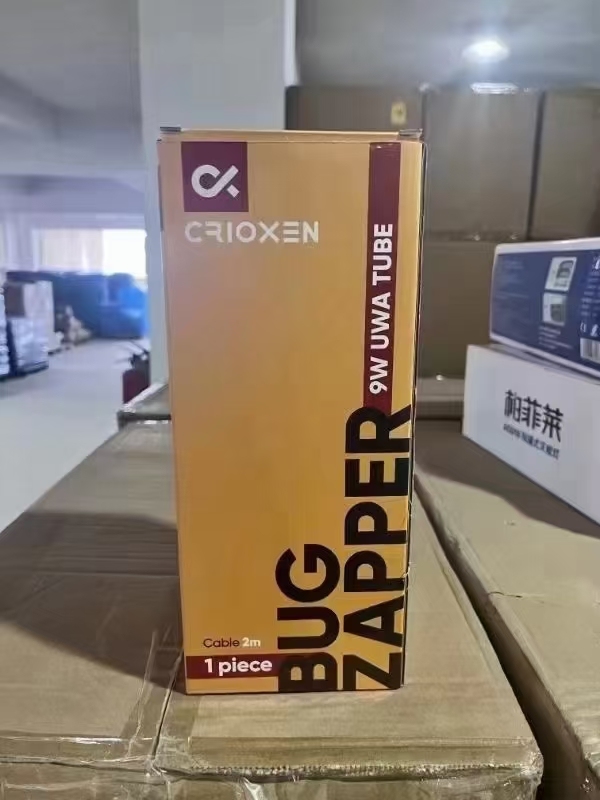 CRIOXEN
9W UWA TUBE
BUG
ZAPPER
Cable 2m
1 piece
柏菲莱